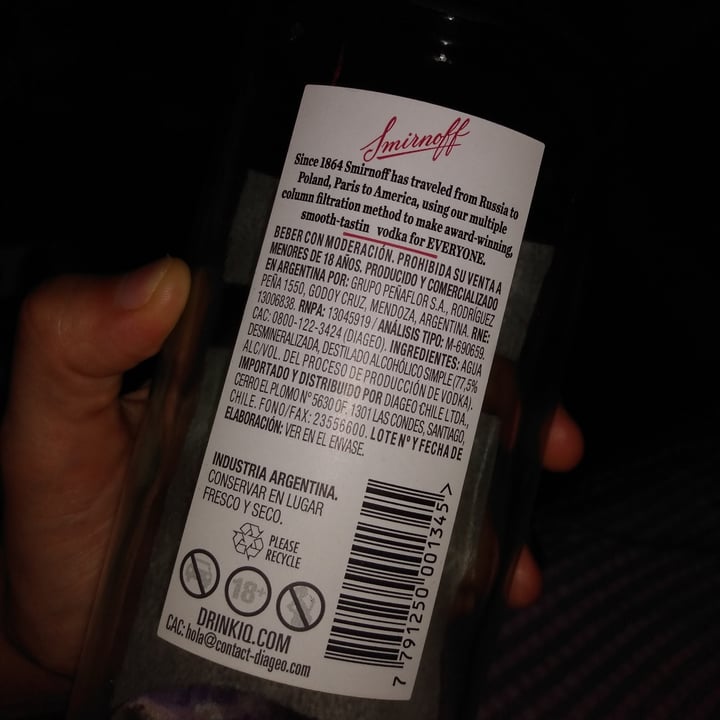 Smirnoff
Since 1864 Smirnoff has traveled from Russia to
Poland, Paris to America, using our multiple
column filtration method to make award-winning,
smooth-tastin vodka for EVERYONE.
BEBER CON MODERACIÓN. PROHIBIDA SU VENTA A
MENORES DE 18 AÑOS. PRODUCIDO Y COMERCIALIZADO
EN ARGENTINA POR: GRUPO PEÑAFLOR S.A., RODRÍGUEZ
PEÑA 1550, GODOY CRUZ, MENDOZA, ARGENTINA. RNE:
13006838. RNPA: 13045919 / ANÁLISIS TIPO: M-690659.
CAC: 0800-122-3424 (DIAGEO). INGREDIENTES: AGUA
DESMINERALIZADA, DESTILADO ALCOHÓLICO SIMPLE (77,5%
ALC/VOL. DEL PROCESO DE PRODUCCIÓN DE VODKA).
IMPORTADO Y DISTRIBUIDO POR DIAGEO CHILE LTDA.,
CERRO EL PLOMO Nº 5630 OF. 1301 LAS CONDES, SANTIAGO,
CHILE. FONO/FAX: 23556600. LOTE Nº Y FECHA DE
ELABORACIÓN: VER EN EL ENVASE.
INDUSTRIA ARGENTINA.
CONSERVAR EN LUGAR
FRESCO Y SECO.
PLEASE
RECYCLE
18+
DRINKIQ.COM
CAC: hola@contact-diageo.com
7 791250 001345 >